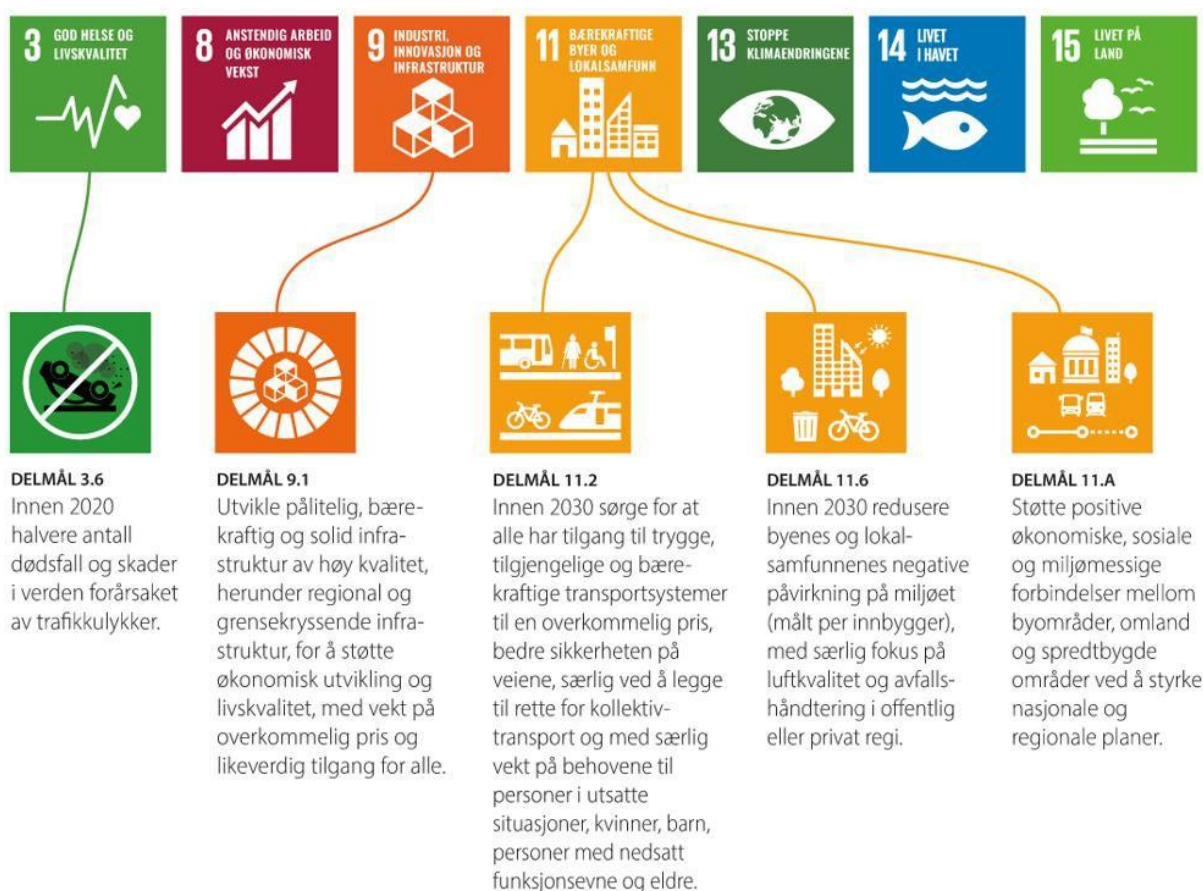 3 GOD HELSE OG
LIVSKVALITET
8 ANSTENDIG ARBEID
OG ØKONOMISK
VEKST
9 INDUSTRI,
INNOVASJON OG
INFRASTRUKTUR
11 BÆREKRAFTIGE
BYER OG
LOKALSAMFUNN
13 STOPPE
KLIMAENDRINGENE
14 LIVET
I HAVET
15 LIVET PÅ
LAND
DELMÅL 3.6
Innen 2020
halvere antall
dødsfall og skader
i verden forårsaket
av trafikkulykker.
DELMÅL 9.1
Utvikle pålitelig, bære-
kraftig og solid infra-
struktur av høy kvalitet,
herunder regional og
grensekryssende infra-
struktur, for å støtte
økonomisk utvikling og
livskvalitet, med vekt på
overkommelig pris og
likeverdig tilgang for alle.
DELMÅL 11.2
Innen 2030 sørge for at
alle har tilgang til trygge,
tilgjengelige og bære-
kraftige transportsystemer
til en overkommelig pris,
bedre sikkerheten på
veiene, særlig ved å legge
til rette for kollektiv-
transport og med særlig
vekt på behovene til
personer i utsatte
situasjoner, kvinner, barn,
personer med nedsatt
funksjonsevne og eldre.
DELMÅL 11.6
Innen 2030 redusere
byenes og lokal-
samfunnenes negative
påvirkning på miljøet
(målt per innbygger),
med særlig fokus på
luftkvalitet og avfalls-
håndtering i offentlig
eller privat regi.
DELMÅL 11.A
Støtte positive
økonomiske, sosiale
og miljømessige
forbindelser mellom
byområder, omland
og spredtbygde
områder ved å styrke
nasjonale og
regionale planer.